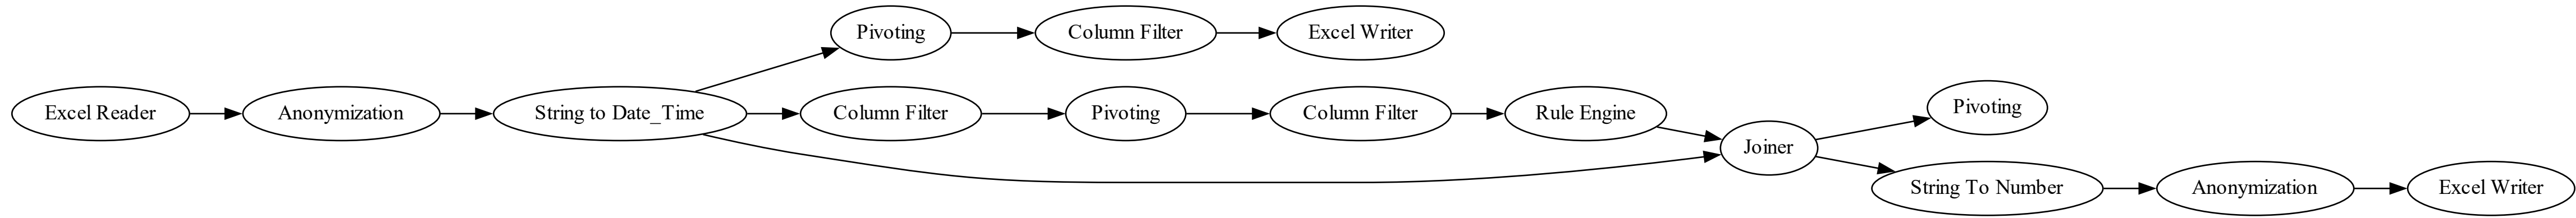 Pivoting
Column Filter
Excel Writer
Excel Reader
Anonymization
String to Date_Time
Column Filter
Pivoting
Column Filter
Rule Engine
Pivoting
Joiner
String To Number
Anonymization
Excel Writer